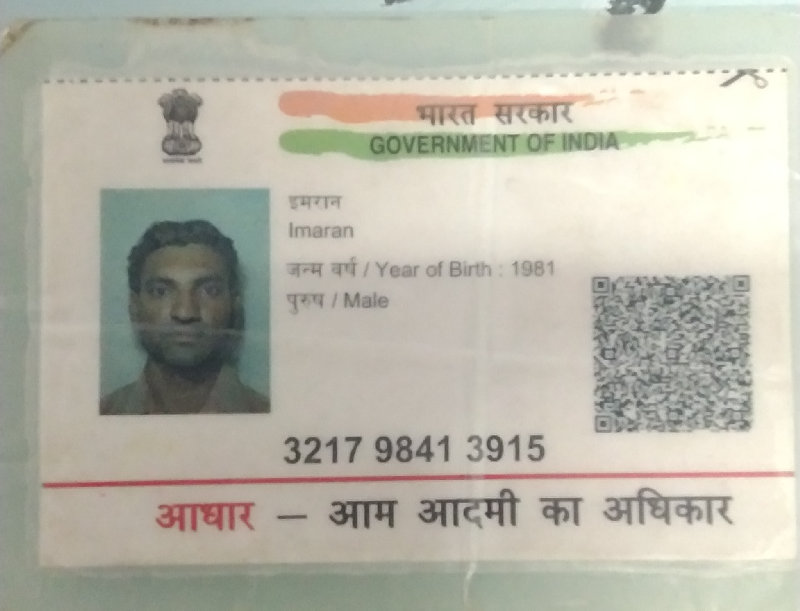 भारत सरकार
GOVERNMENT OF INDIA
इमरान
Imaran
जन्म वर्ष / Year of Birth : 1981
पुरुष / Male
3217 9841 3915
आधार – आम आदमी का अधिकार